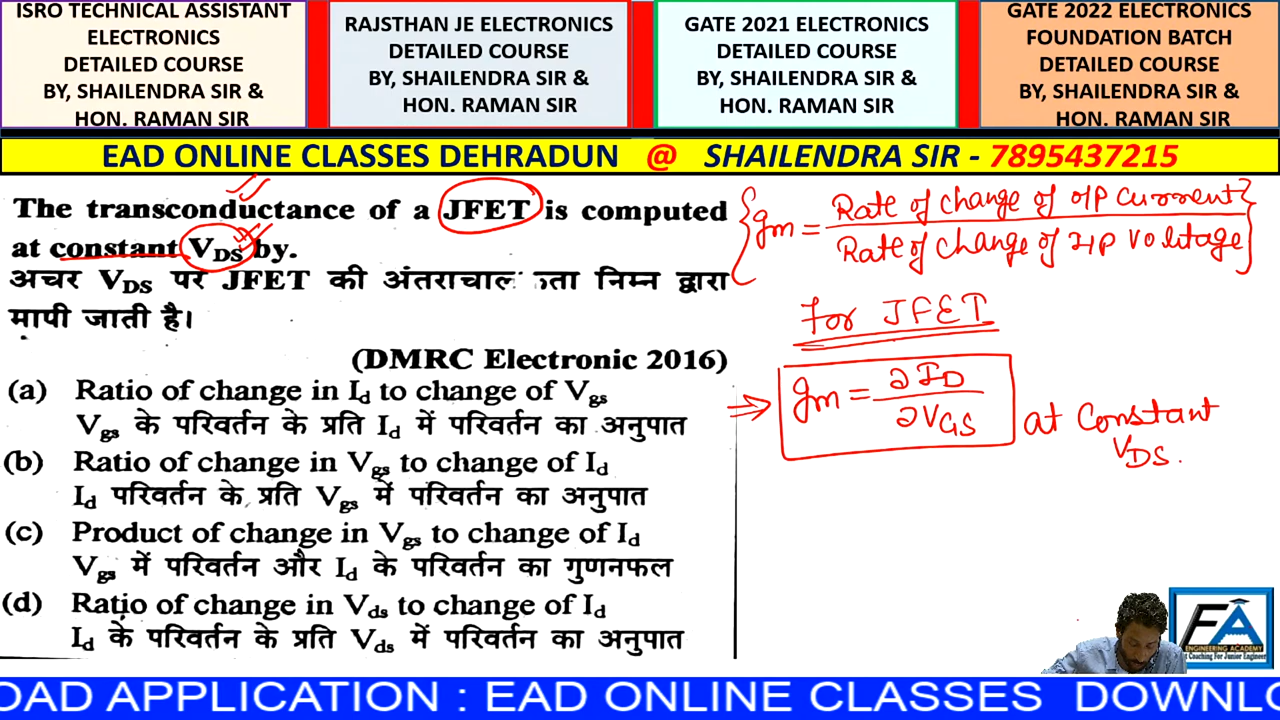 ISRO TECHNICAL ASSISTANT
ELECTRONICS
DETAILED COURSE
BY, SHAILENDRA SIR &
HON. RAMAN SIR
RAJSTHAN JE ELECTRONICS
DETAILED COURSE
BY, SHAILENDRA SIR &
HON. RAMAN SIR
GATE 2021 ELECTRONICS
DETAILED COURSE
BY, SHAILENDRA SIR &
HON. RAMAN SIR
GATE 2022 ELECTRONICS
FOUNDATION BATCH
DETAILED COURSE
BY, SHAILENDRA SIR &
HON. RAMAN SIR
EAD ONLINE CLASSES DEHRADUN @ SHAILENDRA SIR - 7895437215
The transconductance of a JFET is computed
at constant V_DS by.
अचर V_DS पर JFET की निम्न द्वारा
मापी जाती है।
(DMRC Electronic 2016)
(a) Ratio of change in I_d to change of V_gs
V_gs के परिवर्तन के प्रति I_d में परिवर्तन का अनुपात
(b) Ratio of change in V_gs to change of I_d
I_d परिवर्तन के प्रति V_gs में परिवर्तन का अनुपात
(c) Product of change in V_gs to change of I_d
V_gs में परिवर्तन और I_d के परिवर्तन का गुणनफल
(d) Ratio of change in V_ds to change of I_d
I_d के परिवर्तन के प्रति V_ds में परिवर्तन का अनुपात
gm = Rate of change of o/p current
Rate of change of I/P Voltage
For JFET
⇒ gm = ∂I_D
∂V_GS
at Constant
V_DS.
EA
ENGINEERING ACADEMY
t Coaching For Junior Engineer
OAD APPLICATION : EAD ONLINE CLASSES DOWNLO